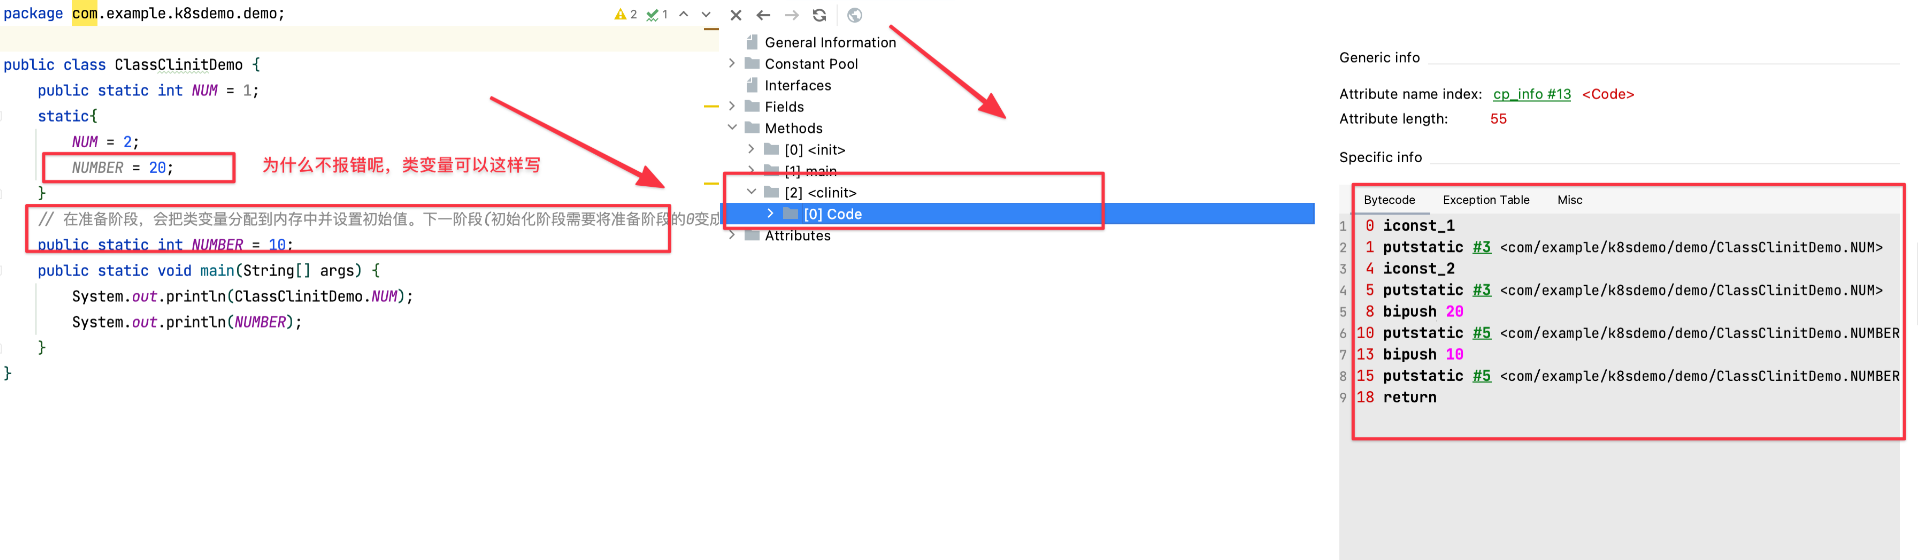 package com.example.k8sdemo.demo;
2 1
public class ClassClinitDemo {
public static int NUM = 1;
static{
NUM = 2;
NUMBER = 20;
为什么不报错呢，类变量可以这样写
}
// 在准备阶段，会把类变量分配到内存中并设置初始值。下一阶段(初始化阶段需要将准备阶段的0变成
public static int NUMBER = 10;
public static void main(String[] args) {
System.out.println(ClassClinitDemo.NUM);
System.out.println(NUMBER);
}
}
General Information
Constant Pool
Interfaces
Fields
Methods
[0] <init>
[1] main
[2] <clinit>
[0] Code
Attributes
Generic info
Attribute name index: cp_info #13 <Code>
Attribute length: 55
Specific info
Bytecode Exception Table Misc
1 0 iconst_1
2 1 putstatic #3 <com/example/k8sdemo/demo/ClassClinitDemo.NUM>
3 4 iconst_2
4 5 putstatic #3 <com/example/k8sdemo/demo/ClassClinitDemo.NUM>
5 8 bipush 20
6 10 putstatic #5 <com/example/k8sdemo/demo/ClassClinitDemo.NUMBER
7 13 bipush 10
8 15 putstatic #5 <com/example/k8sdemo/demo/ClassClinitDemo.NUMBER
9 18 return